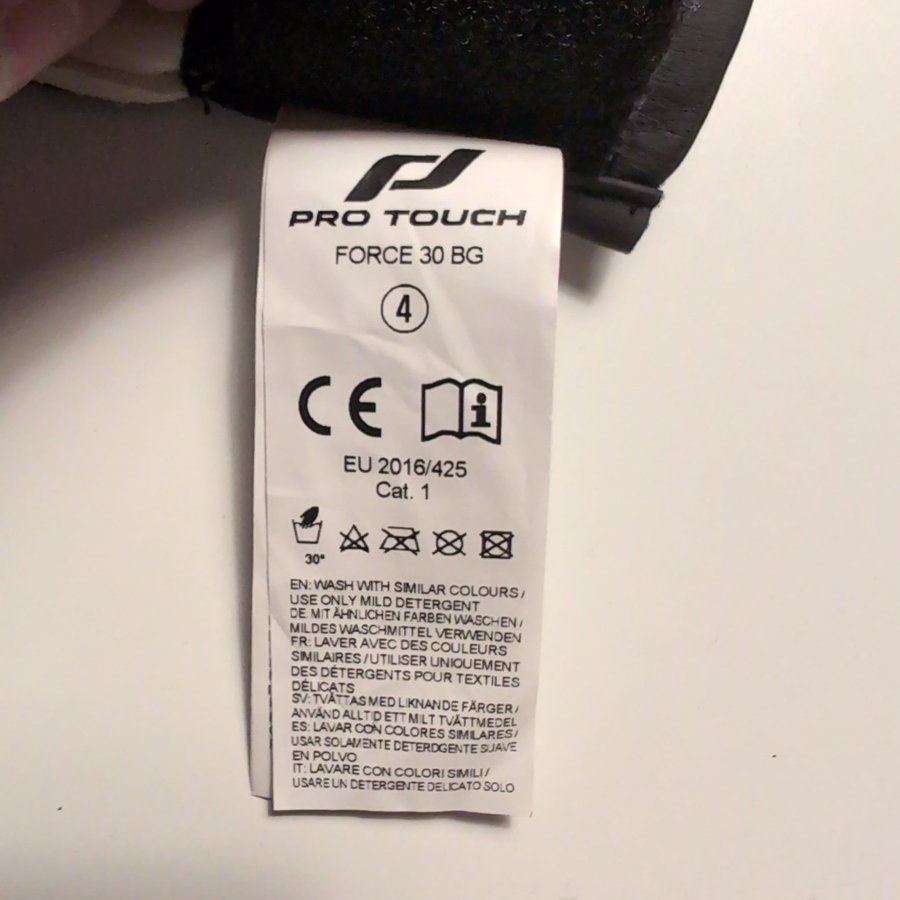 PRO TOUCH
FORCE 30 BG
4
CE
EU 2016/425
Cat. 1
30°
EN: WASH WITH SIMILAR COLOURS /
USE ONLY MILD DETERGENT
DE: MIT ÄHNLICHEN FARBEN WASCHEN /
MILDES WASCHMITTEL VERWENDEN
FR: LAVER AVEC DES COULEURS
SIMILAIRES / UTILISER UNIQUEMENT
DES DÉTERGENTS POUR TEXTILES
DÉLICATS
SV: TVÄTTAS MED LIKNANDE FÄRGER /
ANVÄND ALLTID ETT MILT TVÄTTMEDEL
ES: LAVAR CON COLORES SIMILARES /
USAR SOLAMENTE DETERDGENTE SUAVE
EN POLVO
IT: LAVARE CON COLORI SIMILI /
USARE UN DETERGENTE DELICATO SOLO